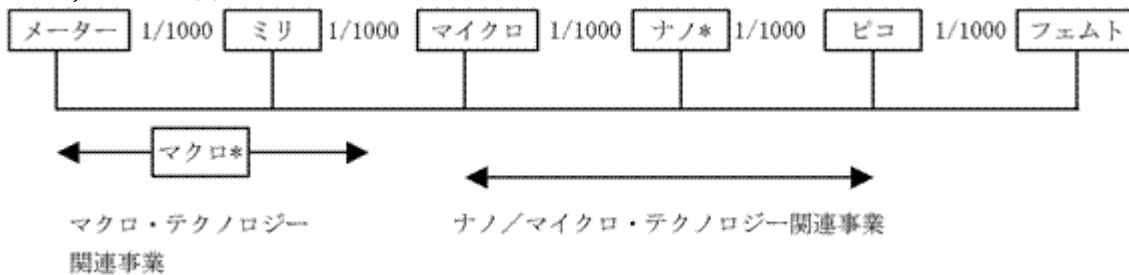 メーター 1/1000 ミリ 1/1000 マイクロ 1/1000 ナノ* 1/1000 ピコ 1/1000 フェムト
マクロ*
マクロ・テクノロジー
関連事業
ナノ／マイクロ・テクノロジー関連事業